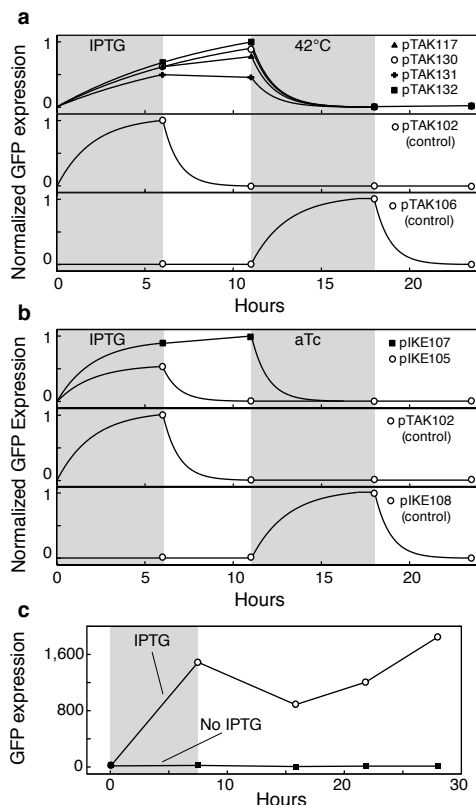 a
Normalized GFP expression
IPTG
42°C
pTAK117
pTAK130
pTAK131
pTAK132
1
0
pTAK102
(control)
1
0
pTAK106
(control)
1
0
0 5 10 15 20
Hours
b
Normalized GFP Expression
IPTG
aTc
pIKE107
pIKE105
1
0
pTAK102
(control)
1
0
pIKE108
(control)
1
0
0 5 10 15 20
Hours
c
GFP expression
1,600
800
0
IPTG
No IPTG
0 10 20 30
Hours